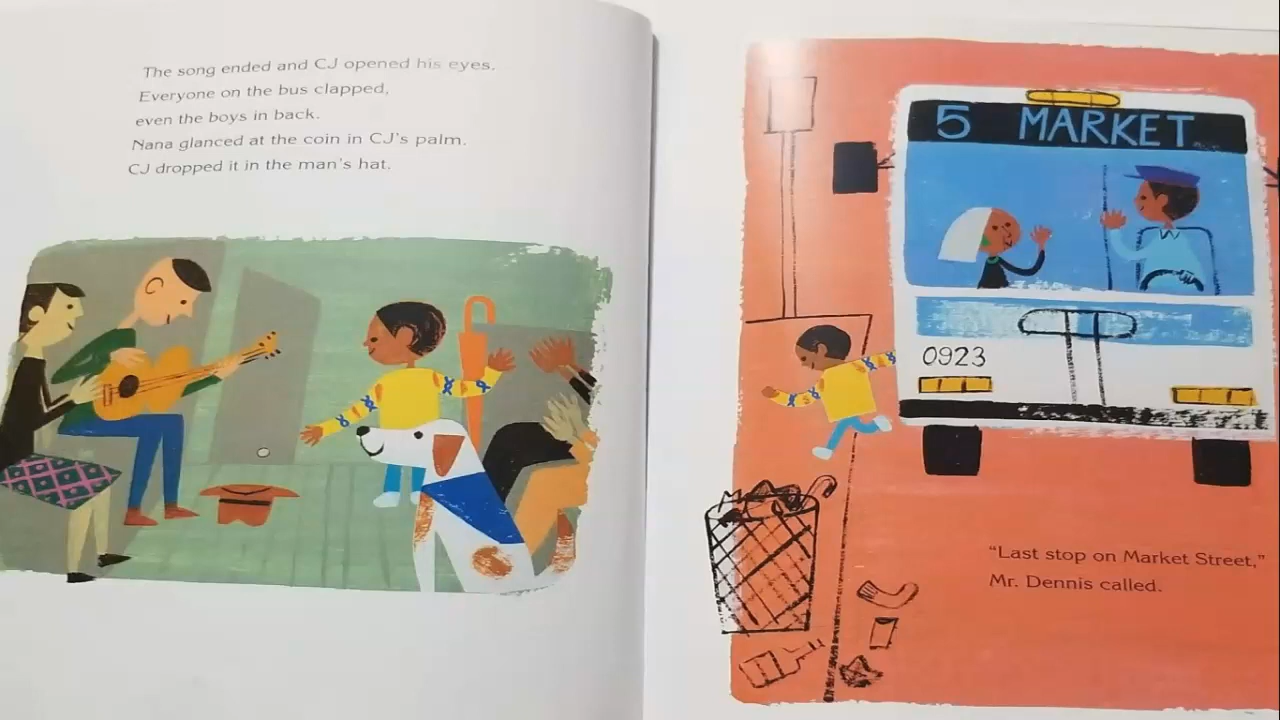 The song ended and CJ opened his eyes.
Everyone on the bus clapped,
even the boys in back.
Nana glanced at the coin in CJ's palm.
CJ dropped it in the man's hat.
5 MARKET
0923
"Last stop on Market Street,"
Mr. Dennis called.